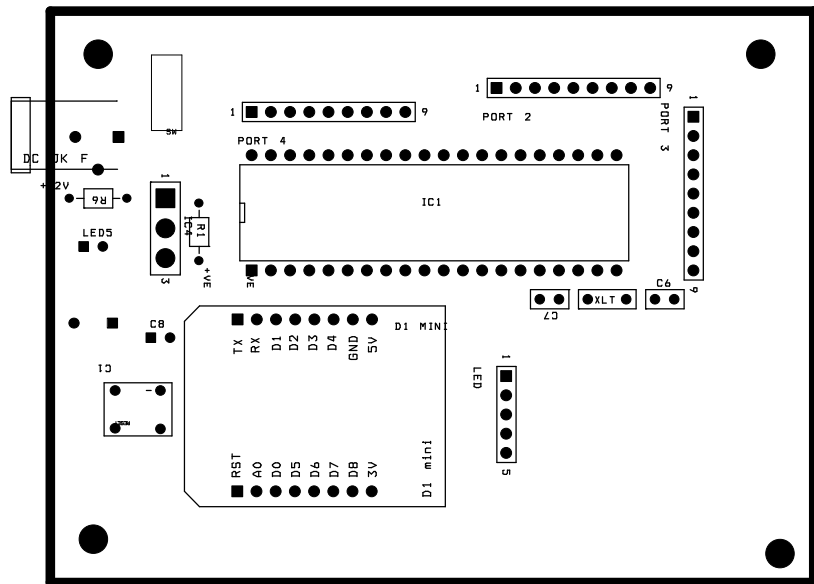 SW
1
9
PORT 4
1
9
PORT 2
1
PORT 3
9
DC JK F
R6
LED5
1
IC4
3
R1
+VE
IC1
C7
XLT
C6
C8
C1
D1 MINI
TX RX D1 D2 D3 D4 GND 5V
RST A0 D0 D5 D6 D7 D8 3V
D1 mini
LED
1
5